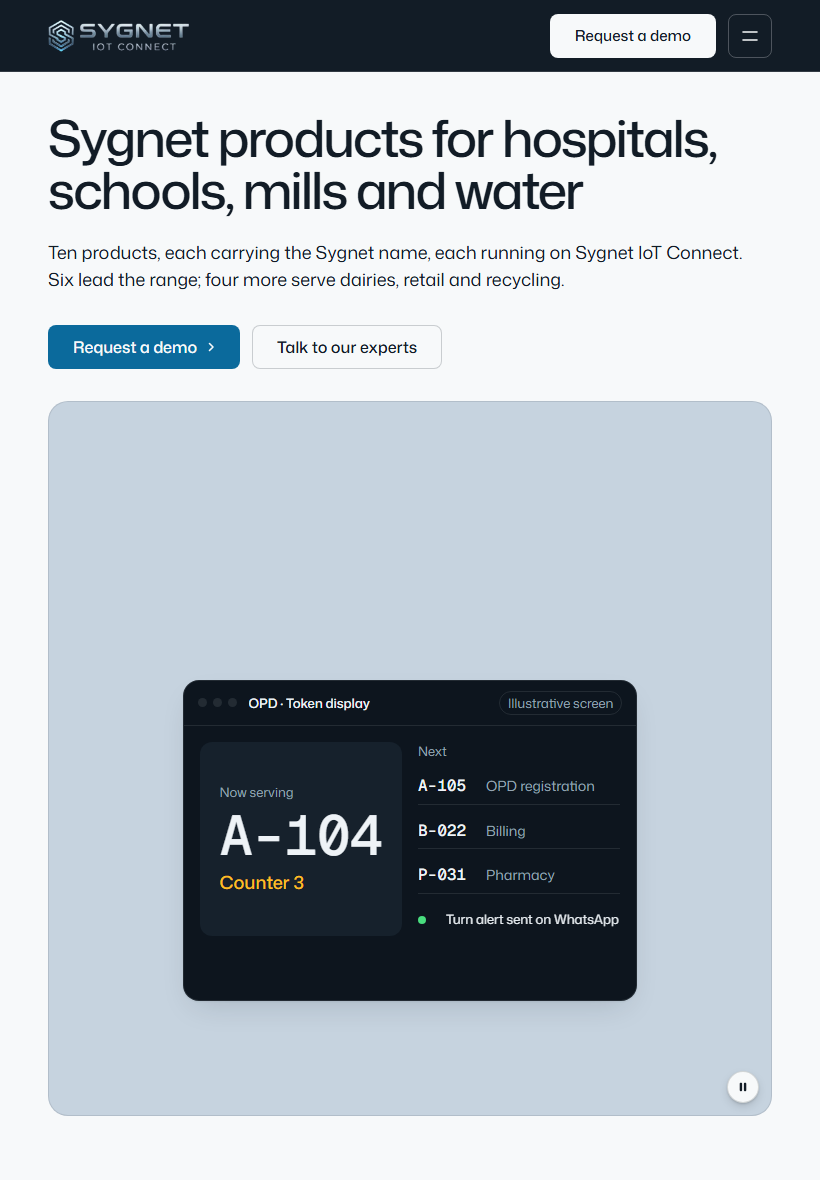 SYGNET
IOT CONNECT
Request a demo
Sygnet products for hospitals,
schools, mills and water
Ten products, each carrying the Sygnet name, each running on Sygnet IoT Connect.
Six lead the range; four more serve dairies, retail and recycling.
Request a demo
Talk to our experts
OPD · Token display
Illustrative screen
Now serving
A-104
Counter 3
Next
A-105 OPD registration
B-022 Billing
P-031 Pharmacy
Turn alert sent on WhatsApp